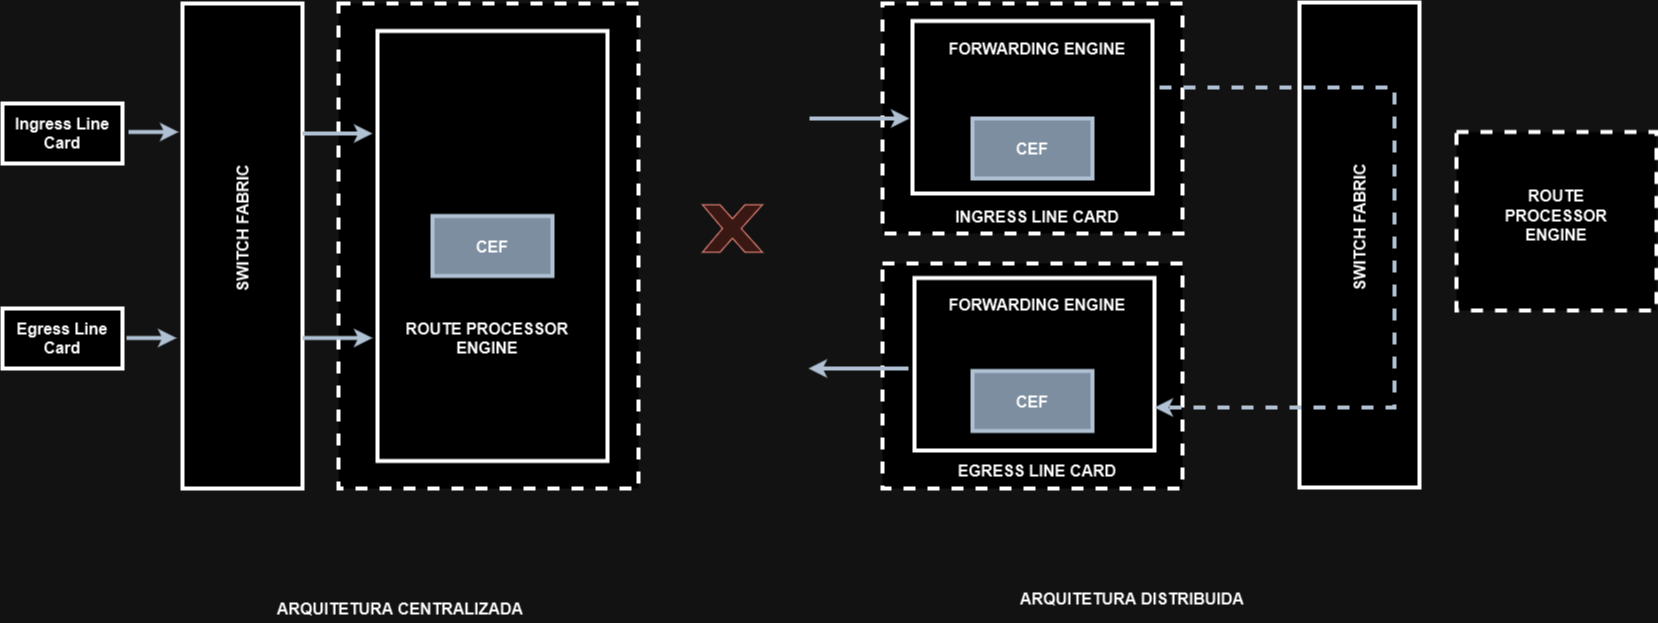 Ingress Line
Card
Egress Line
Card
SWITCH FABRIC
CEF
ROUTE PROCESSOR
ENGINE
ARQUITETURA CENTRALIZADA
X
FORWARDING ENGINE
CEF
INGRESS LINE CARD
FORWARDING ENGINE
CEF
EGRESS LINE CARD
SWITCH FABRIC
ROUTE
PROCESSOR
ENGINE
ARQUITETURA DISTRIBUIDA